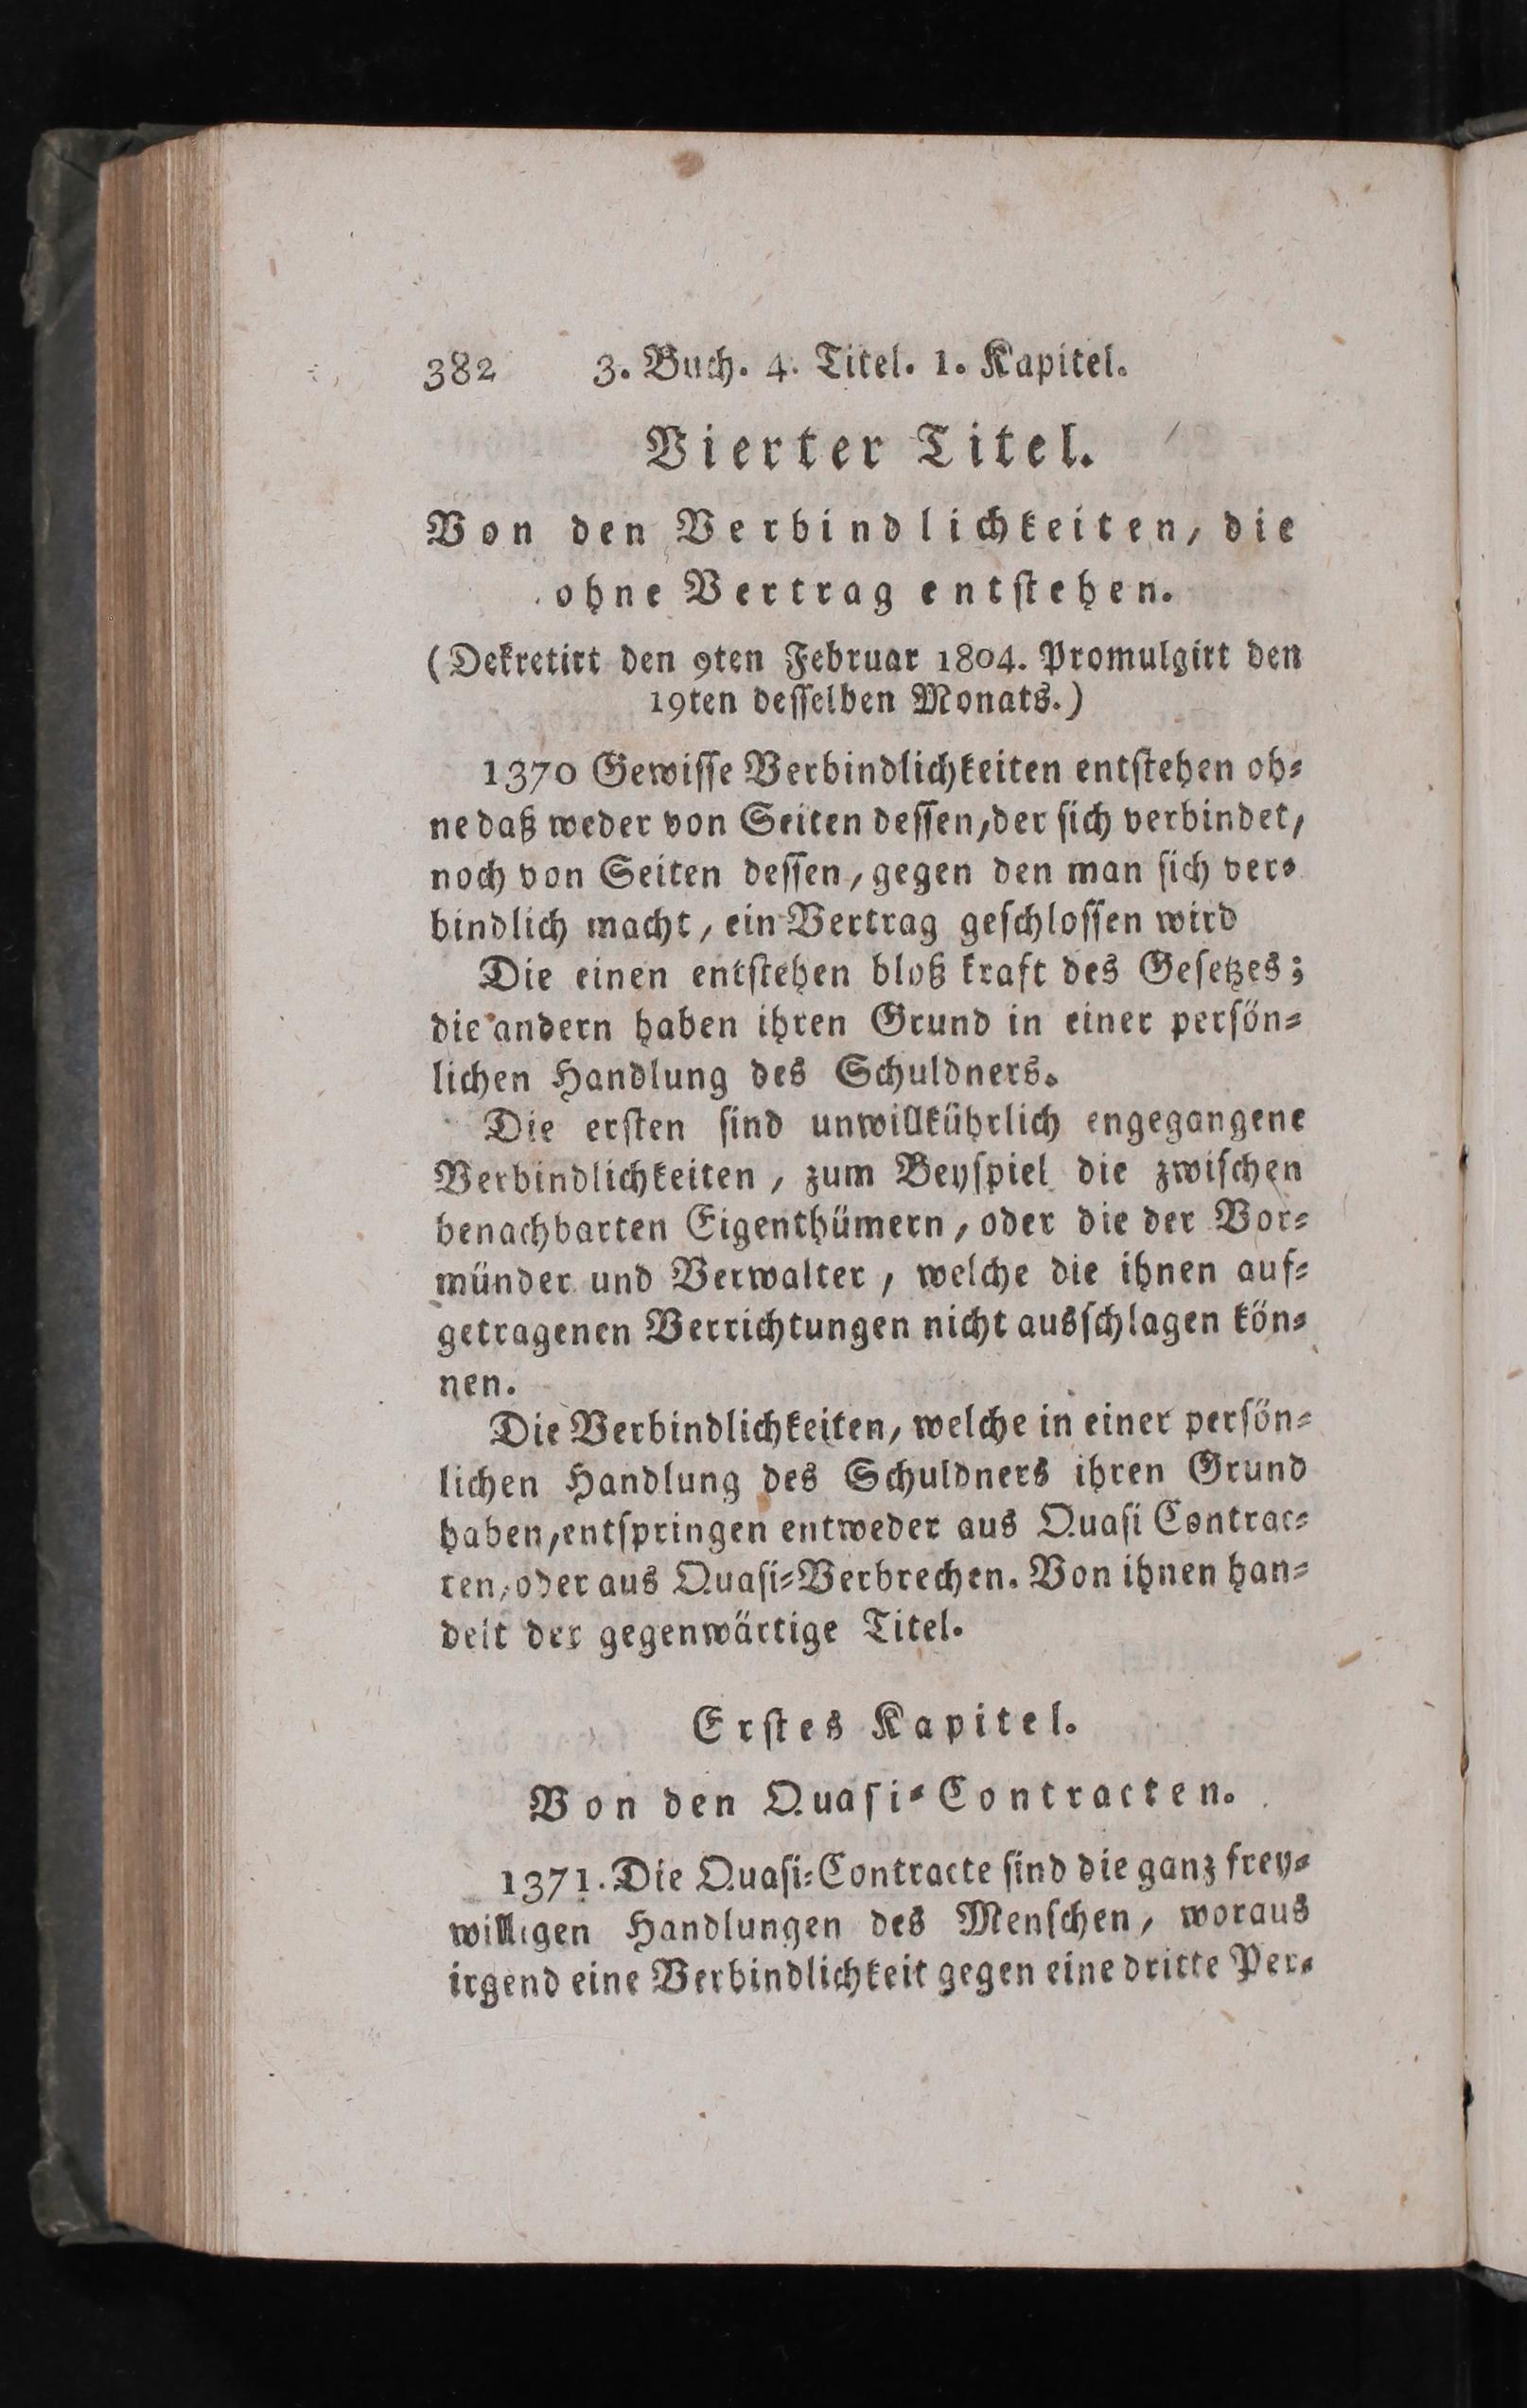 382 3. Buch. 4. Titel. 1. Kapitel.
Vierter Titel.
Von den Verbindlichkeiten, die
ohne Vertrag entstehen.
(Dekretirt den 9ten Februar 1804. Promulgirt den
19ten desselben Monats.)
1370 Gewisse Verbindlichkeiten entstehen oh-
ne daß weder von Seiten dessen, der sich verbindet,
noch von Seiten dessen, gegen den man sich ver-
bindlich macht, ein Vertrag geschlossen wird
Die einen entstehen bloß kraft des Gesetzes;
die andern haben ihren Grund in einer persön-
lichen Handlung des Schuldners.
Die ersten sind unwillkührlich engegangene
Verbindlichkeiten, zum Beyspiel die zwischen
benachbarten Eigenthümern, oder die der Vor-
münder und Verwalter, welche die ihnen auf-
getragenen Verrichtungen nicht ausschlagen kön-
nen.
Die Verbindlichkeiten, welche in einer persön-
lichen Handlung des Schuldners ihren Grund
haben, entspringen entweder aus Quasi Contrac-
ten, oder aus Quasi-Verbrechen. Von ihnen han-
delt der gegenwärtige Titel.
Erstes Kapitel.
Von den Quasi-Contracten.
1371. Die Quasi-Contracte sind die ganz frey-
willigen Handlungen des Menschen, woraus
irgend eine Verbindlichkeit gegen eine dritte Per-